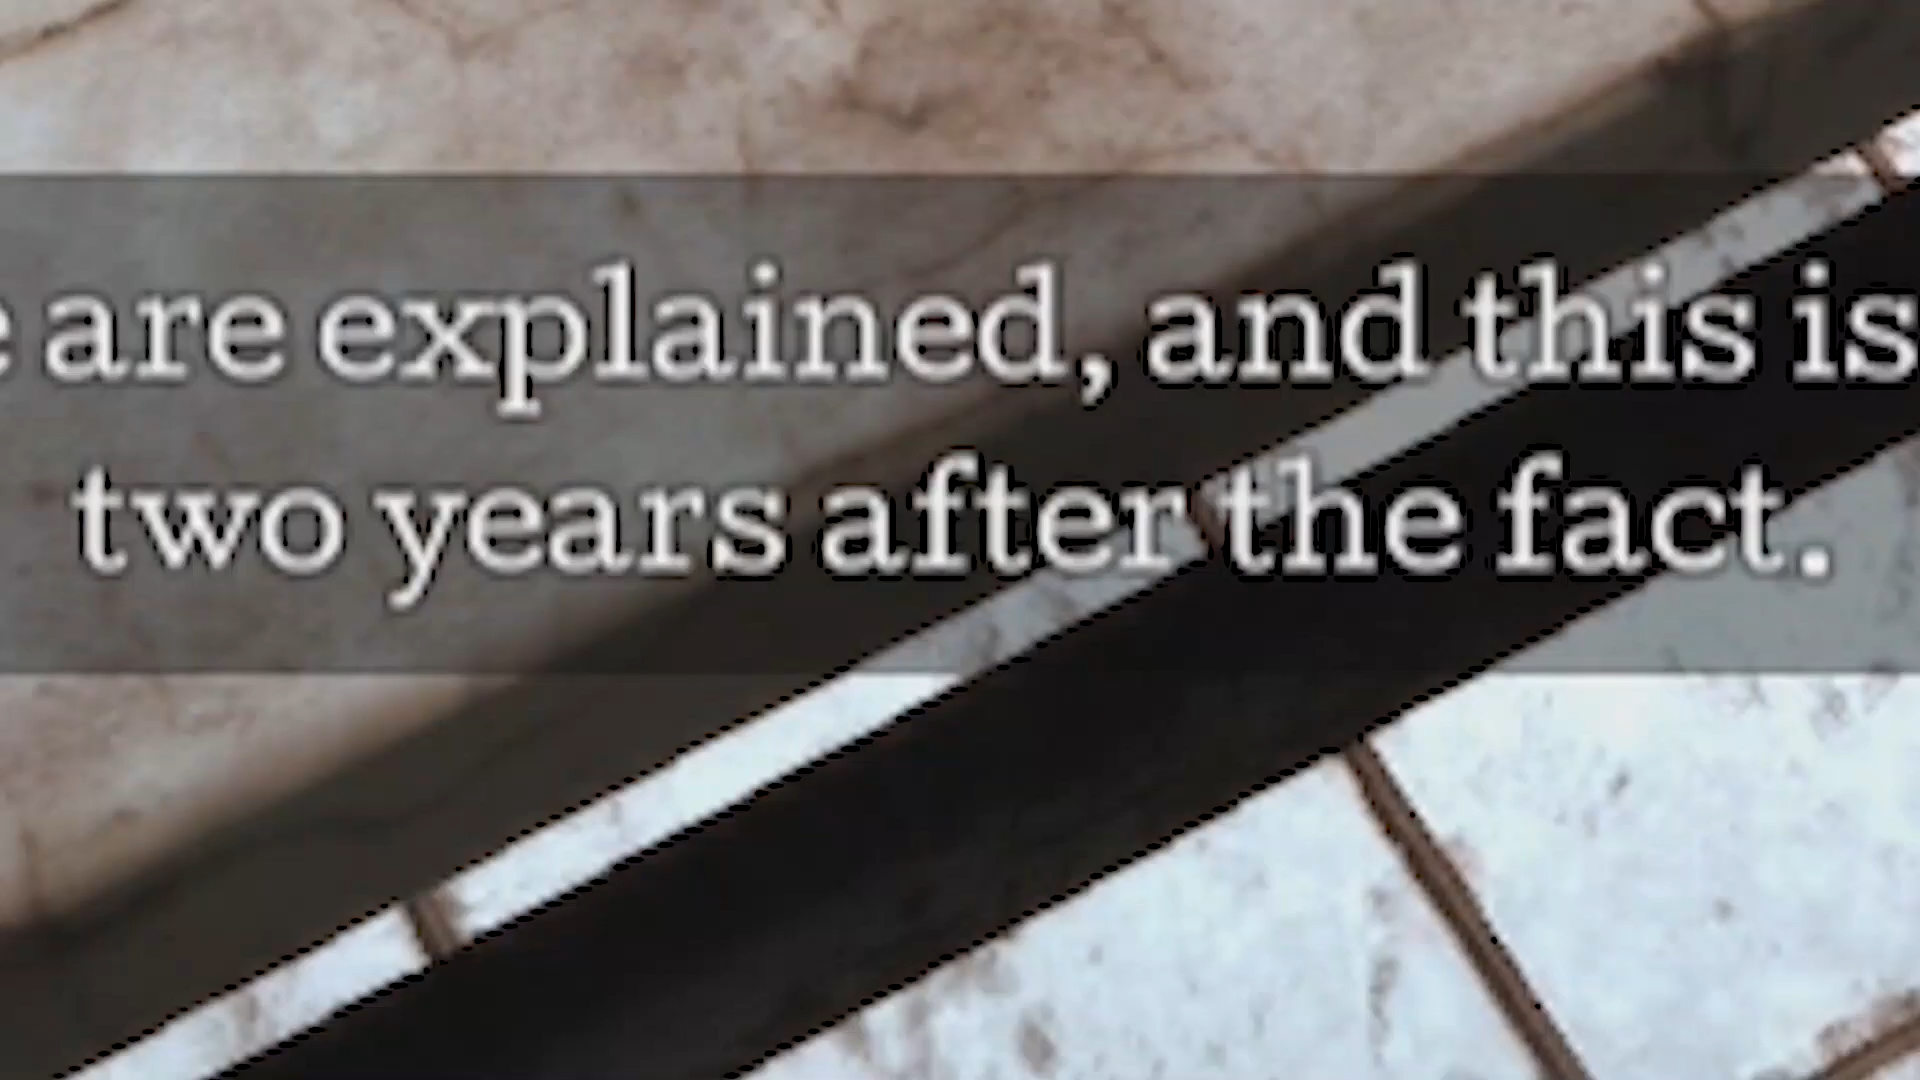 are explained, and this is
two years after the fact.